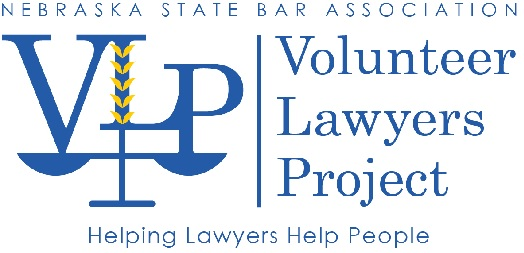 NEBRASKA STATE BAR ASSOCIATION
VLP
Volunteer
Lawyers
Project
Helping Lawyers Help People